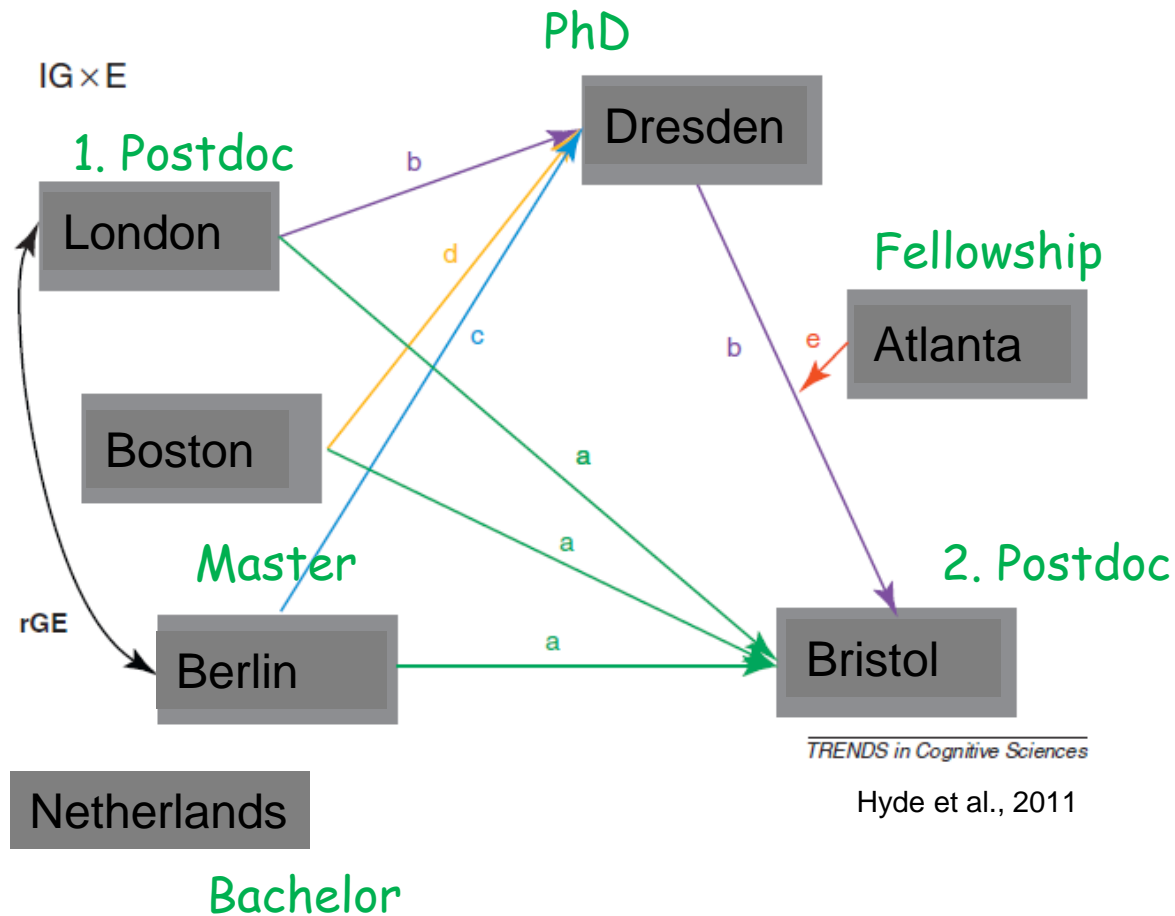 PhD
IG×E
Dresden
1. Postdoc
b
London
Fellowship
d
c
b
e
Atlanta
Boston
a
a
Master
2. Postdoc
rGE
a
Berlin
Bristol
TRENDS in Cognitive Sciences
Netherlands
Hyde et al., 2011
Bachelor